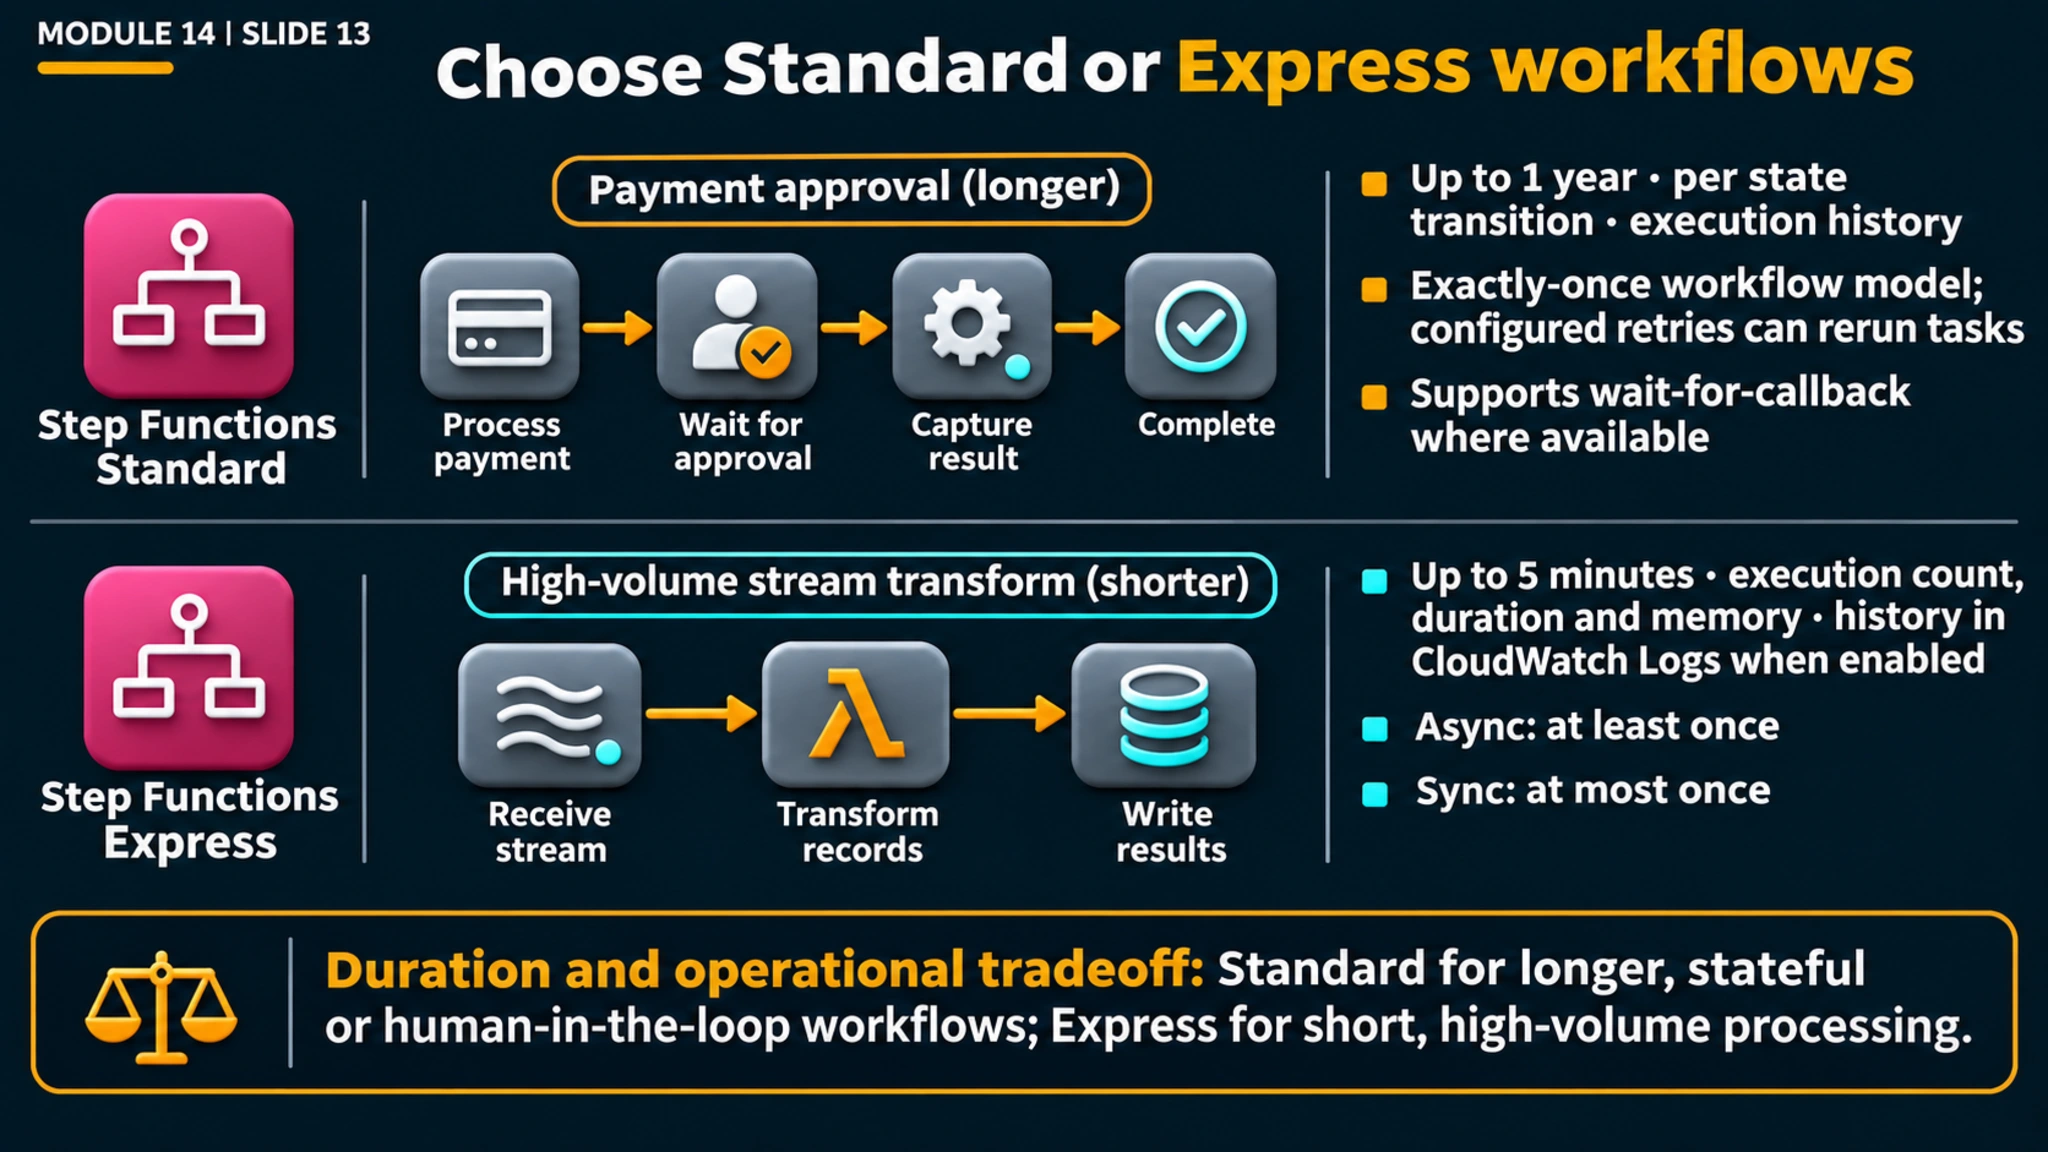 MODULE 14 | SLIDE 13
Choose Standard or Express workflows
Step Functions
Standard
Payment approval (longer)
Process
payment
Wait for
approval
Capture
result
Complete
Up to 1 year · per state
transition · execution history
Exactly-once workflow model;
configured retries can rerun tasks
Supports wait-for-callback
where available
Step Functions
Express
High-volume stream transform (shorter)
Receive
stream
Transform
records
Write
results
Up to 5 minutes · execution count,
duration and memory · history in
CloudWatch Logs when enabled
Async: at least once
Sync: at most once
Duration and operational tradeoff: Standard for longer, stateful
or human-in-the-loop workflows; Express for short, high-volume processing.